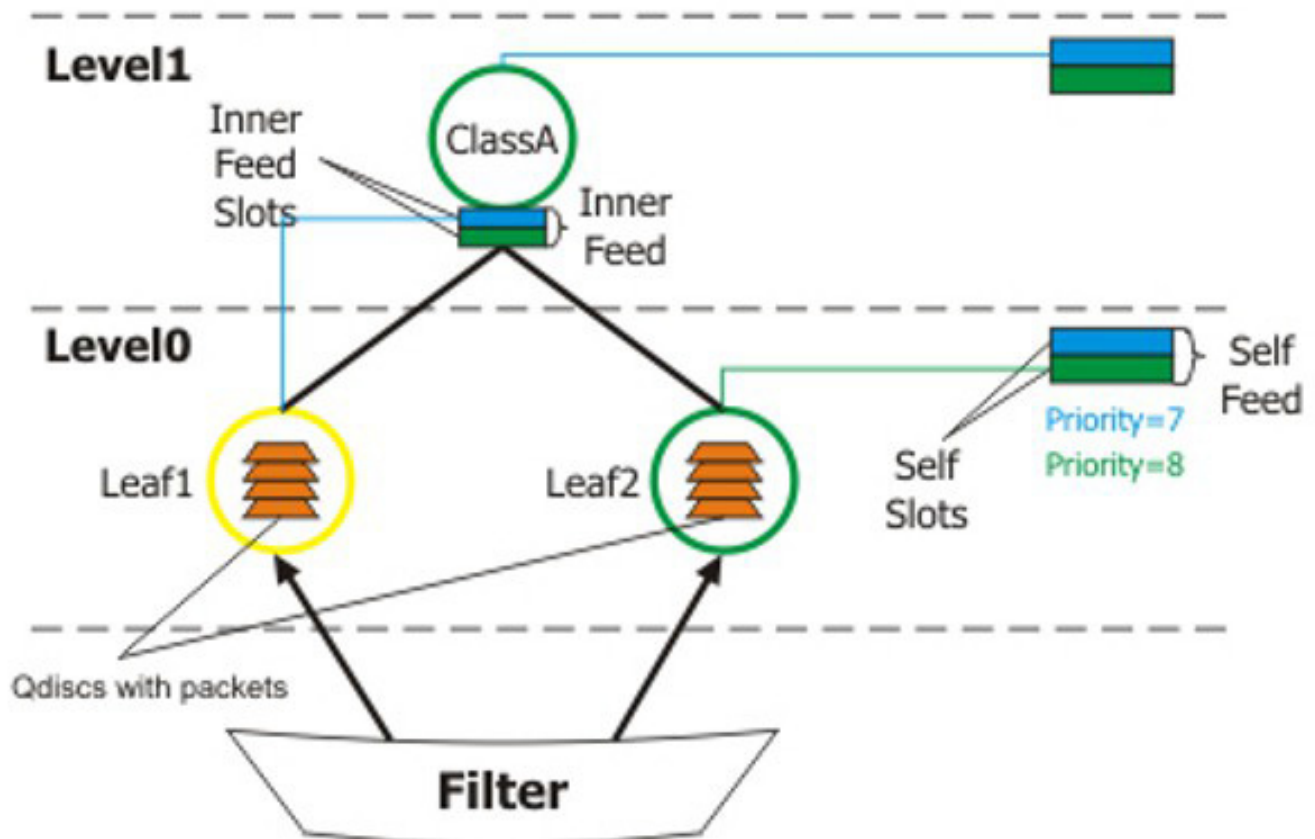 Level1
Inner
Feed
Slots
ClassA
Inner
Feed
Level0
Self
Feed
Priority=7
Priority=8
Self
Slots
Leaf1
Leaf2
Qdiscs with packets
Filter